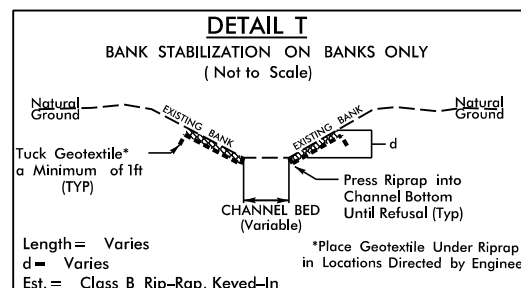 DETAIL T
BANK STABILIZATION ON BANKS ONLY
( Not to Scale)
Natural
Ground
EXISTING BANK
EXISTING BANK
Natural
Ground
d
Tuck Geotextile*
a Minimum of 1ft
(TYP)
Press Riprap into
Channel Bottom
Until Refusal (Typ)
CHANNEL BED
(Variable)
Length = Varies
d = Varies
Est. = Class B Rip-Rap, Keyed-In
*Place Geotextile Under Riprap
in Locations Directed by Enginee